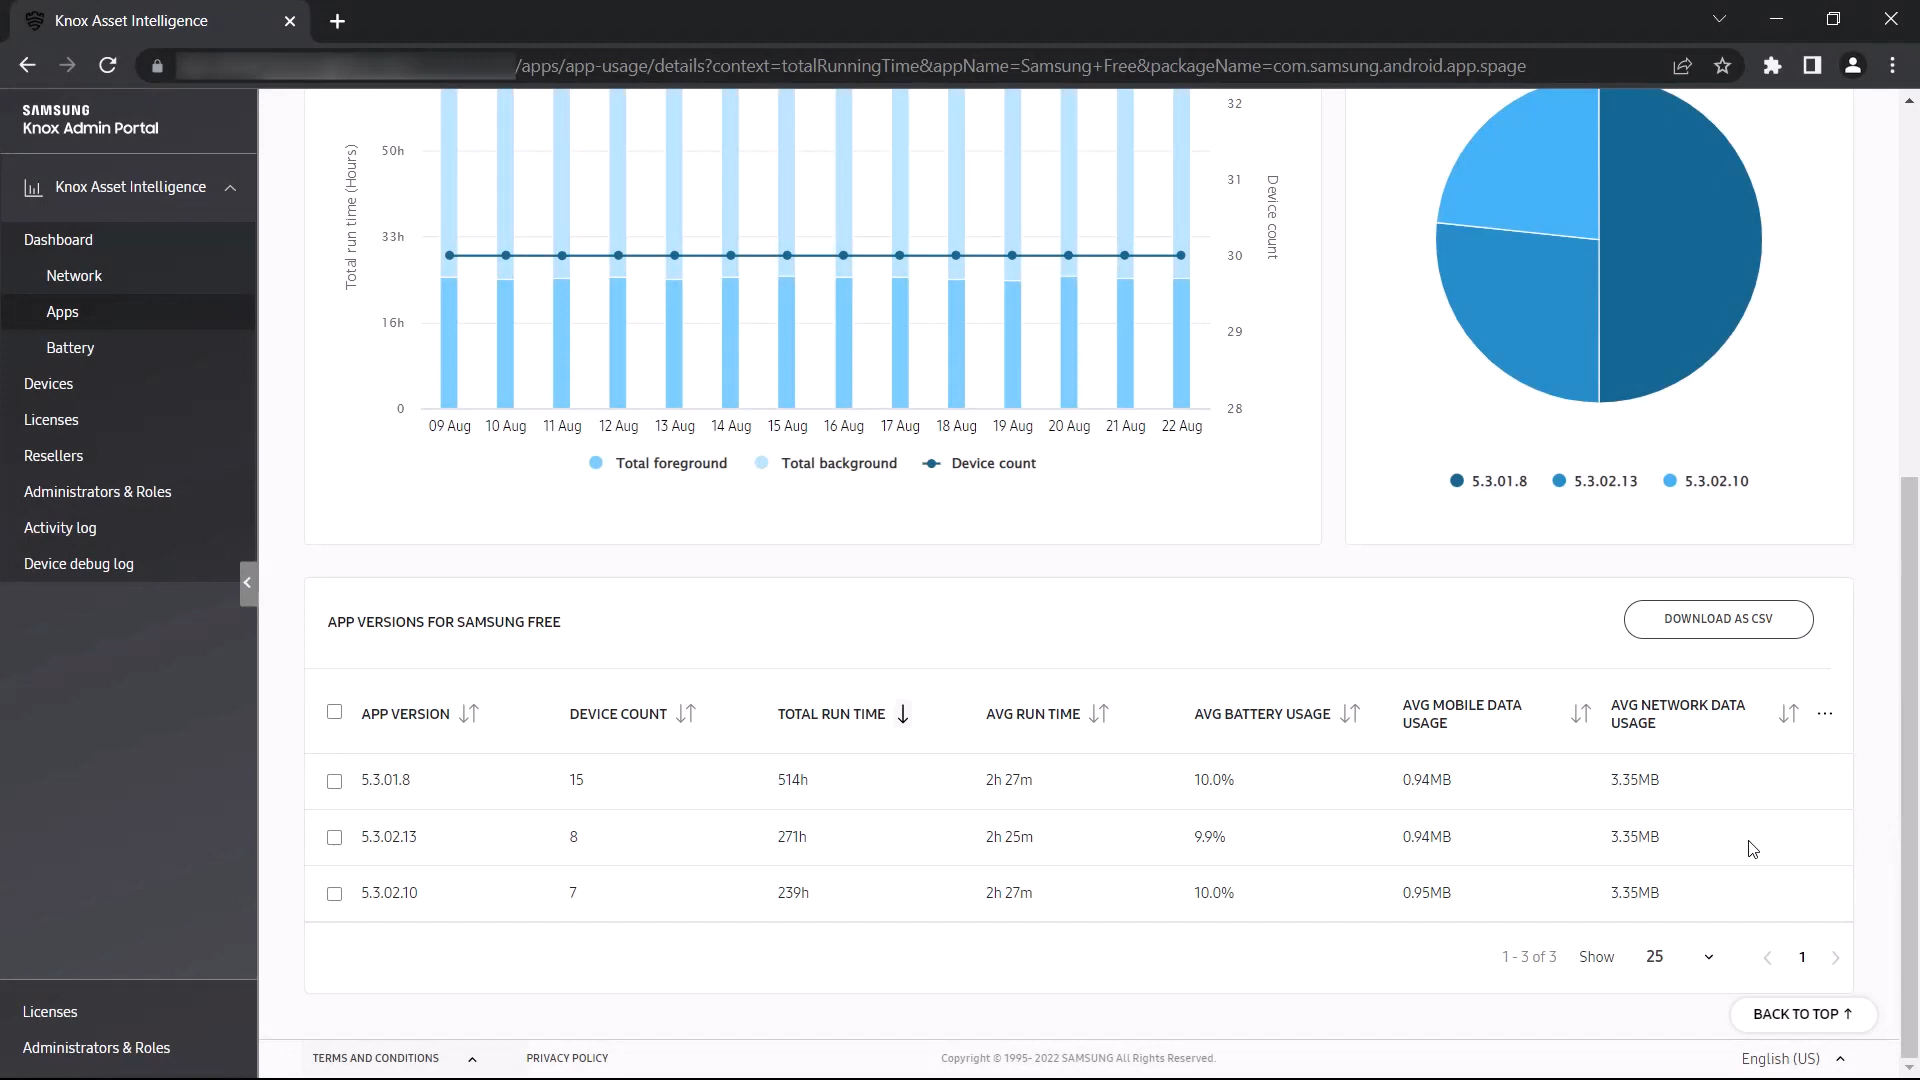 Knox Asset Intelligence
/apps/app-usage/details?context=totalRunningTime&appName=Samsung+Free&packageName=com.samsung.android.app.spage
SAMSUNG
Knox Admin Portal
Knox Asset Intelligence
Dashboard
Network
Apps
Battery
Devices
Licenses
Resellers
Administrators & Roles
Activity log
Device debug log
Licenses
Administrators & Roles
Total run time (Hours)
50h
33h
16h
0
32
31
30
29
28
Device count
09 Aug 10 Aug 11 Aug 12 Aug 13 Aug 14 Aug 15 Aug 16 Aug 17 Aug 18 Aug 19 Aug 20 Aug 21 Aug 22 Aug
Total foreground Total background Device count
5.3.01.8 5.3.02.13 5.3.02.10
APP VERSIONS FOR SAMSUNG FREE
DOWNLOAD AS CSV
APP VERSION DEVICE COUNT TOTAL RUN TIME AVG RUN TIME AVG BATTERY USAGE AVG MOBILE DATA USAGE AVG NETWORK DATA USAGE ...
5.3.01.8 15 514h 2h 27m 10.0% 0.94MB 3.35MB
5.3.02.13 8 271h 2h 25m 9.9% 0.94MB 3.35MB
5.3.02.10 7 239h 2h 27m 10.0% 0.95MB 3.35MB
1 - 3 of 3 Show 25 1
BACK TO TOP ↑
TERMS AND CONDITIONS PRIVACY POLICY Copyright © 1995- 2022 SAMSUNG All Rights Reserved. English (US)